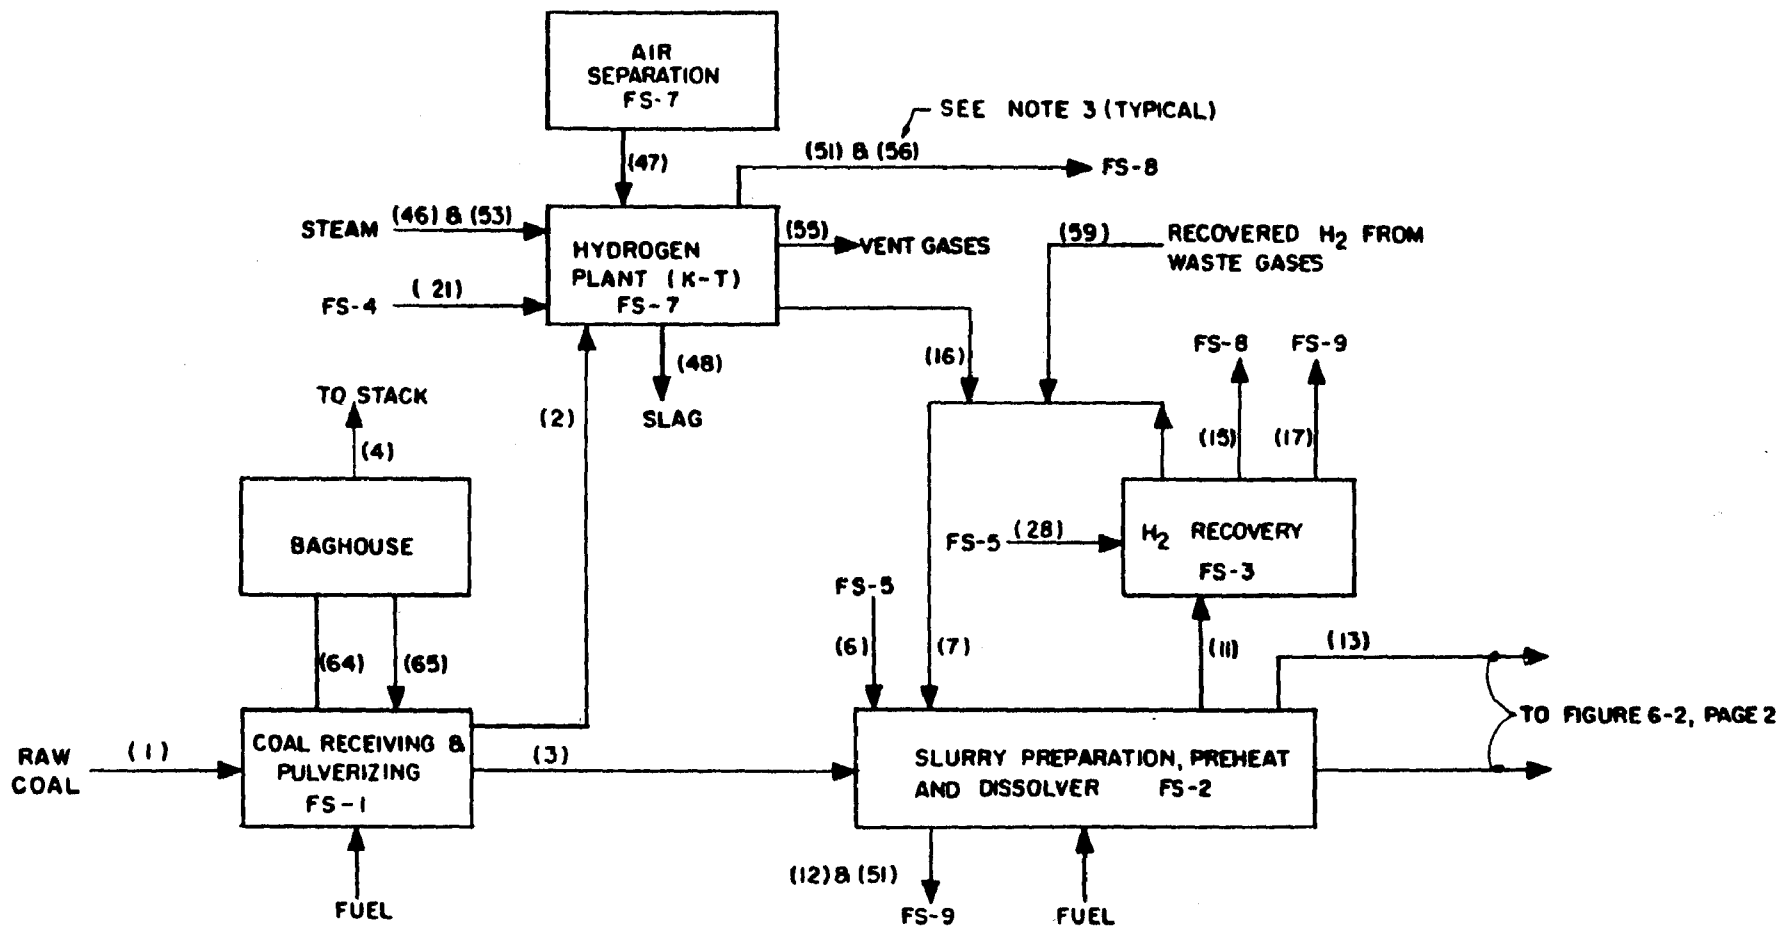 AIR
SEPARATION
FS-7
SEE NOTE 3 (TYPICAL)
(47)
(51) & (56)
FS-8
STEAM
(46) & (53)
(55)
VENT GASES
(59)
RECOVERED H2 FROM
WASTE GASES
HYDROGEN
PLANT (K-T)
FS-7
FS-4
(21)
(16)
FS-8
FS-9
(48)
SLAG
(2)
TO STACK
(4)
(15)
(17)
BAGHOUSE
FS-5
(28)
H2 RECOVERY
FS-3
FS-5
(64)
(65)
(6)
(7)
(11)
(13)
TO FIGURE 6-2, PAGE 2
RAW
COAL
(1)
COAL RECEIVING &
PULVERIZING
FS-1
(3)
SLURRY PREPARATION, PREHEAT
AND DISSOLVER FS-2
(12) & (51)
FUEL
FS-9
FUEL